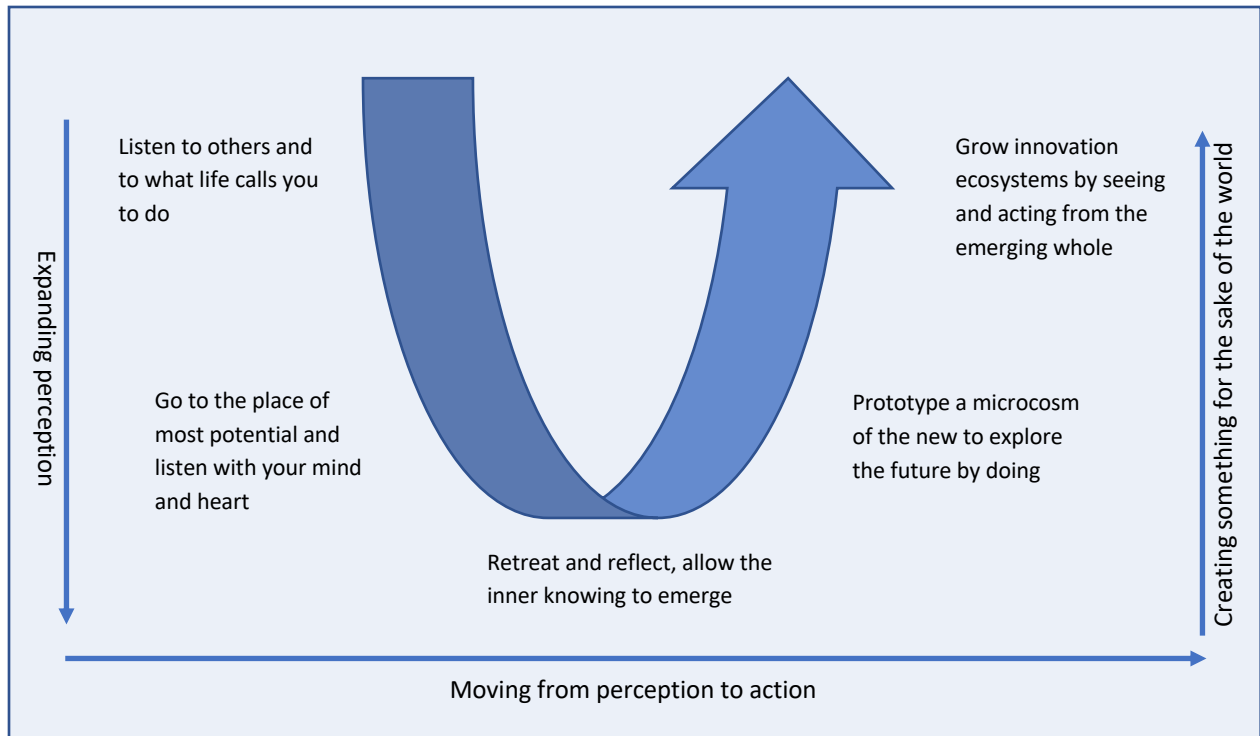 Listen to others and
to what life calls you
to do
Expanding perception
Go to the place of
most potential and
listen with your mind
and heart
Retreat and reflect, allow the
inner knowing to emerge
Prototype a microcosm
of the new to explore
the future by doing
Grow innovation
ecosystems by seeing
and acting from the
emerging whole
Creating something for the sake of the world
Moving from perception to action